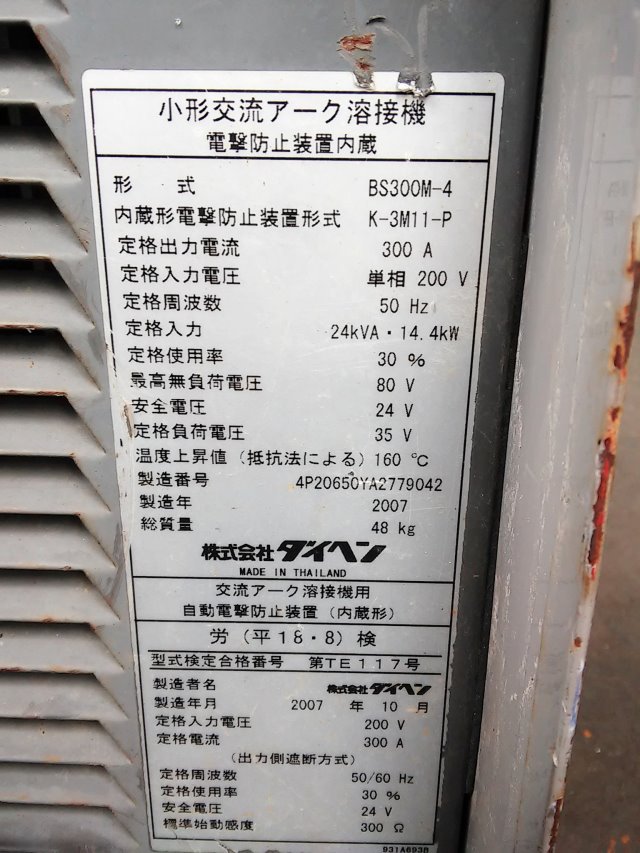 小形交流アーク溶接機
電撃防止装置内蔵
形 式 BS300M-4
内蔵形電撃防止装置形式 K-3M11-P
定格出力電流 300 A
定格入力電圧 単相 200 V
定格周波数 50 Hz
定格入力 24kVA・14.4kW
定格使用率 30 %
最高無負荷電圧 80 V
安全電圧 24 V
定格負荷電圧 35 V
温度上昇値 (抵抗法による) 160 ℃
製造番号 4P20650YA2779042
製造年 2007
総質量 48 kg
株式会社ダイヘン
MADE IN THAILAND
交流アーク溶接機用
自動電撃防止装置 (内蔵形)
労 (平18・8) 検
型式検定合格番号 第TE117号
製造者名 株式会社ダイヘン
製造年月 2007 年 10 月
定格入力電圧 200 V
定格電流 300 A
(出力側遮断方式)
定格周波数 50/60 Hz
定格使用率 30 %
安全電圧 24 V
標準始動感度 300 Ω